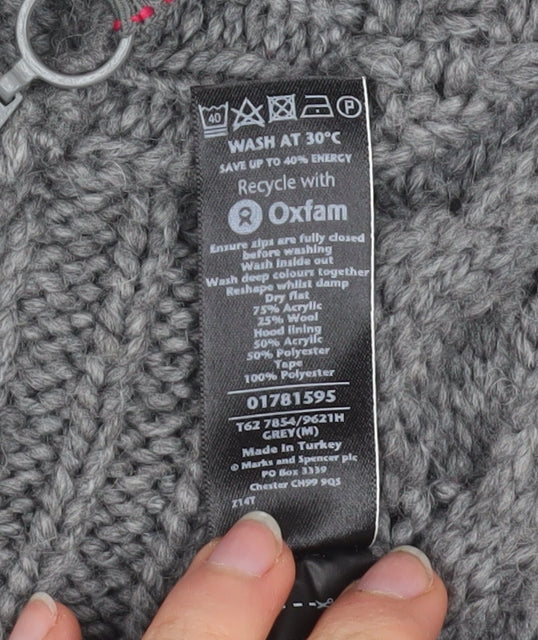 40 P
WASH AT 30°C
SAVE UP TO 40% ENERGY
Recycle with
Oxfam
Ensure zips are fully closed
before washing
Wash inside out
Wash deep colours together
Reshape whilst damp
Dry flat
75% Acrylic
25% Wool
Hood lining
50% Acrylic
50% Polyester
Tape
100% Polyester
01781595
T62 7854/9621H
GREY(M)
Made In Turkey
© Marks and Spencer plc
PO Box 3339
Chester CH99 9QS
Z14T